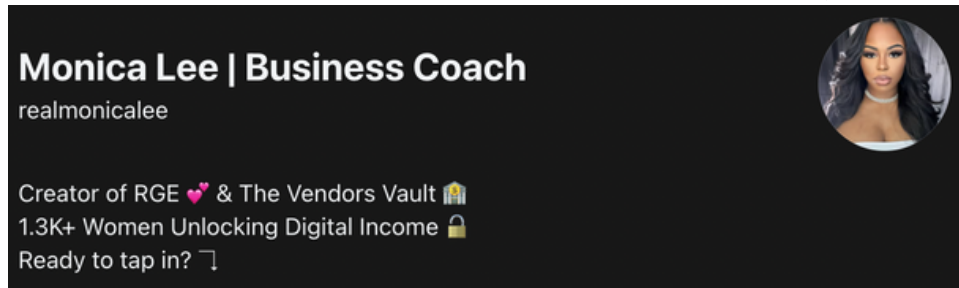 Monica Lee | Business Coach
realmonicalee
Creator of RGE 💕 & The Vendors Vault 🏦
1.3K+ Women Unlocking Digital Income 🔓
Ready to tap in? ⤵